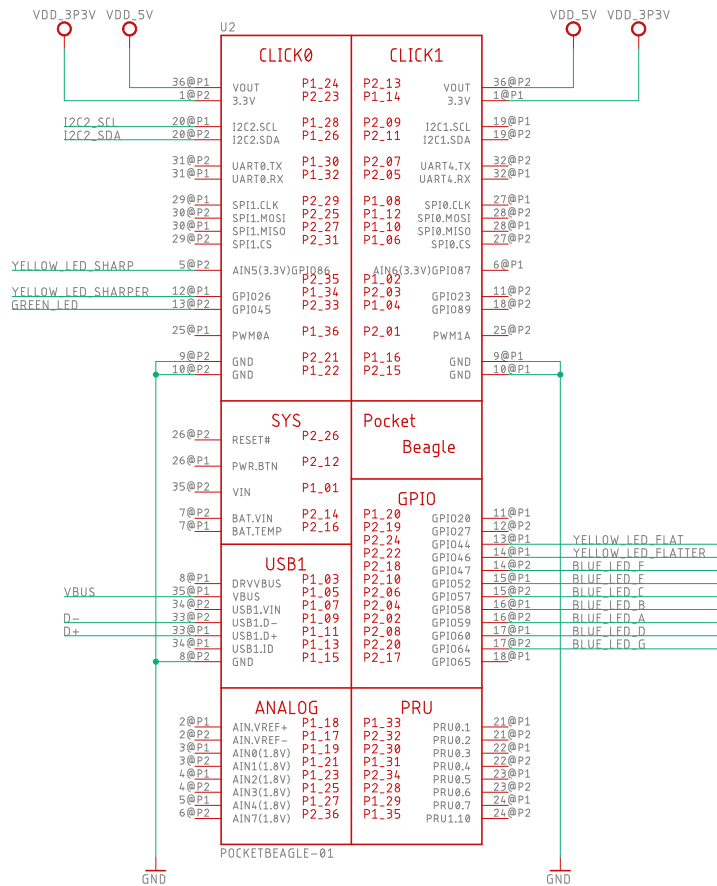 VDD_3P3V VDD_5V VDD_5V VDD_3P3V
U2
CLICK0 CLICK1
36@P1 VOUT P1_24 P2_13 VOUT 36@P2
1@P2 3.3V P2_23 P1_14 3.3V 1@P1
I2C2_SCL 20@P1 I2C2.SCL P1_28 P2_09 I2C1.SCL 19@P1
I2C2_SDA 20@P2 I2C2.SDA P1_26 P2_11 I2C1.SDA 19@P2
31@P2 UART0.TX P1_30 P2_07 UART4.TX 32@P2
31@P1 UART0.RX P1_32 P2_05 UART4.RX 32@P1
29@P1 SPI1.CLK P2_29 P1_08 SPI0.CLK 27@P1
30@P2 SPI1.MOSI P2_25 P1_12 SPI0.MOSI 28@P2
30@P1 SPI1.MISO P2_27 P1_10 SPI0.MISO 28@P1
29@P2 SPI1.CS P2_31 P1_06 SPI0.CS 27@P2
YELLOW_LED_SHARP 5@P2 AIN5(3.3V)GPIO86 AIN6(3.3V)GPIO87 6@P1
P2_35 P1_02
YELLOW_LED_SHARPER 12@P1 GPIO26 P1_34 P2_03 GPIO23 11@P2
GREEN_LED 13@P2 GPIO45 P2_33 P1_04 GPIO89 18@P2
25@P1 PWM0A P1_36 P2_01 PWM1A 25@P2
9@P2 GND P2_21 P1_16 GND 9@P1
10@P2 GND P1_22 P2_15 GND 10@P1
SYS Pocket
Beagle
26@P2 RESET# P2_26
26@P1 PWR.BTN P2_12
35@P2 VIN P1_01
7@P2 BAT.VIN P2_14
7@P1 BAT.TEMP P2_16
GPIO
P1_20 GPIO20 11@P1
P2_19 GPIO27 12@P2
P2_24 GPIO44 13@P1 YELLOW_LED_FLAT
P2_22 GPIO46 14@P1 YELLOW_LED_FLATTER
P2_18 GPIO47 14@P2 BLUE_LED_F
P2_10 GPIO52 15@P1 BLUE_LED_E
P2_06 GPIO57 15@P2 BLUE_LED_C
P2_04 GPIO58 16@P1 BLUE_LED_B
P2_02 GPIO59 16@P2 BLUE_LED_A
P2_08 GPIO60 17@P1 BLUE_LED_D
P2_20 GPIO64 17@P2 BLUE_LED_G
P2_17 GPIO65 18@P1
USB1
8@P1 DRVVBUS P1_03
VBUS 35@P1 VBUS P1_05
34@P2 USB1.VIN P1_07
D- 33@P2 USB1.D- P1_09
D+ 33@P1 USB1.D+ P1_11
34@P1 USB1.ID P1_13
8@P2 GND P1_15
ANALOG PRU
2@P1 AIN.VREF+ P1_18 P1_33 PRU0.1 21@P1
2@P2 AIN.VREF- P1_17 P2_32 PRU0.2 21@P2
3@P1 AIN0(1.8V) P1_19 P2_30 PRU0.3 22@P1
3@P2 AIN1(1.8V) P1_21 P1_31 PRU0.4 22@P2
4@P1 AIN2(1.8V) P1_23 P2_34 PRU0.5 23@P1
4@P2 AIN3(1.8V) P1_25 P2_28 PRU0.6 23@P2
5@P1 AIN4(1.8V) P1_27 P1_29 PRU0.7 24@P1
6@P2 AIN7(1.8V) P2_36 P1_35 PRU1.10 24@P2
POCKETBEAGLE-01
GND GND